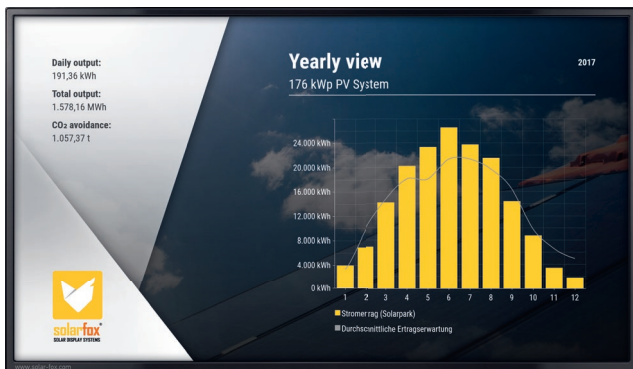 Daily output:
191,36 kWh
Total output:
1.578,16 MWh
CO₂ avoidance:
1.057,37 t
solarfox®
SOLAR DISPLAY SYSTEMS
www.solar-fox.com
Yearly view
2017
176 kWp PV System
24.000 kWh
20.000 kWh
16.000 kWh
12.000 kWh
8.000 kWh
4.000 kWh
0 kWh
1 2 3 4 5 6 7 8 9 10 11 12
Stromerrag (Solarpark)
Durchscnittliche Ertragserwartung